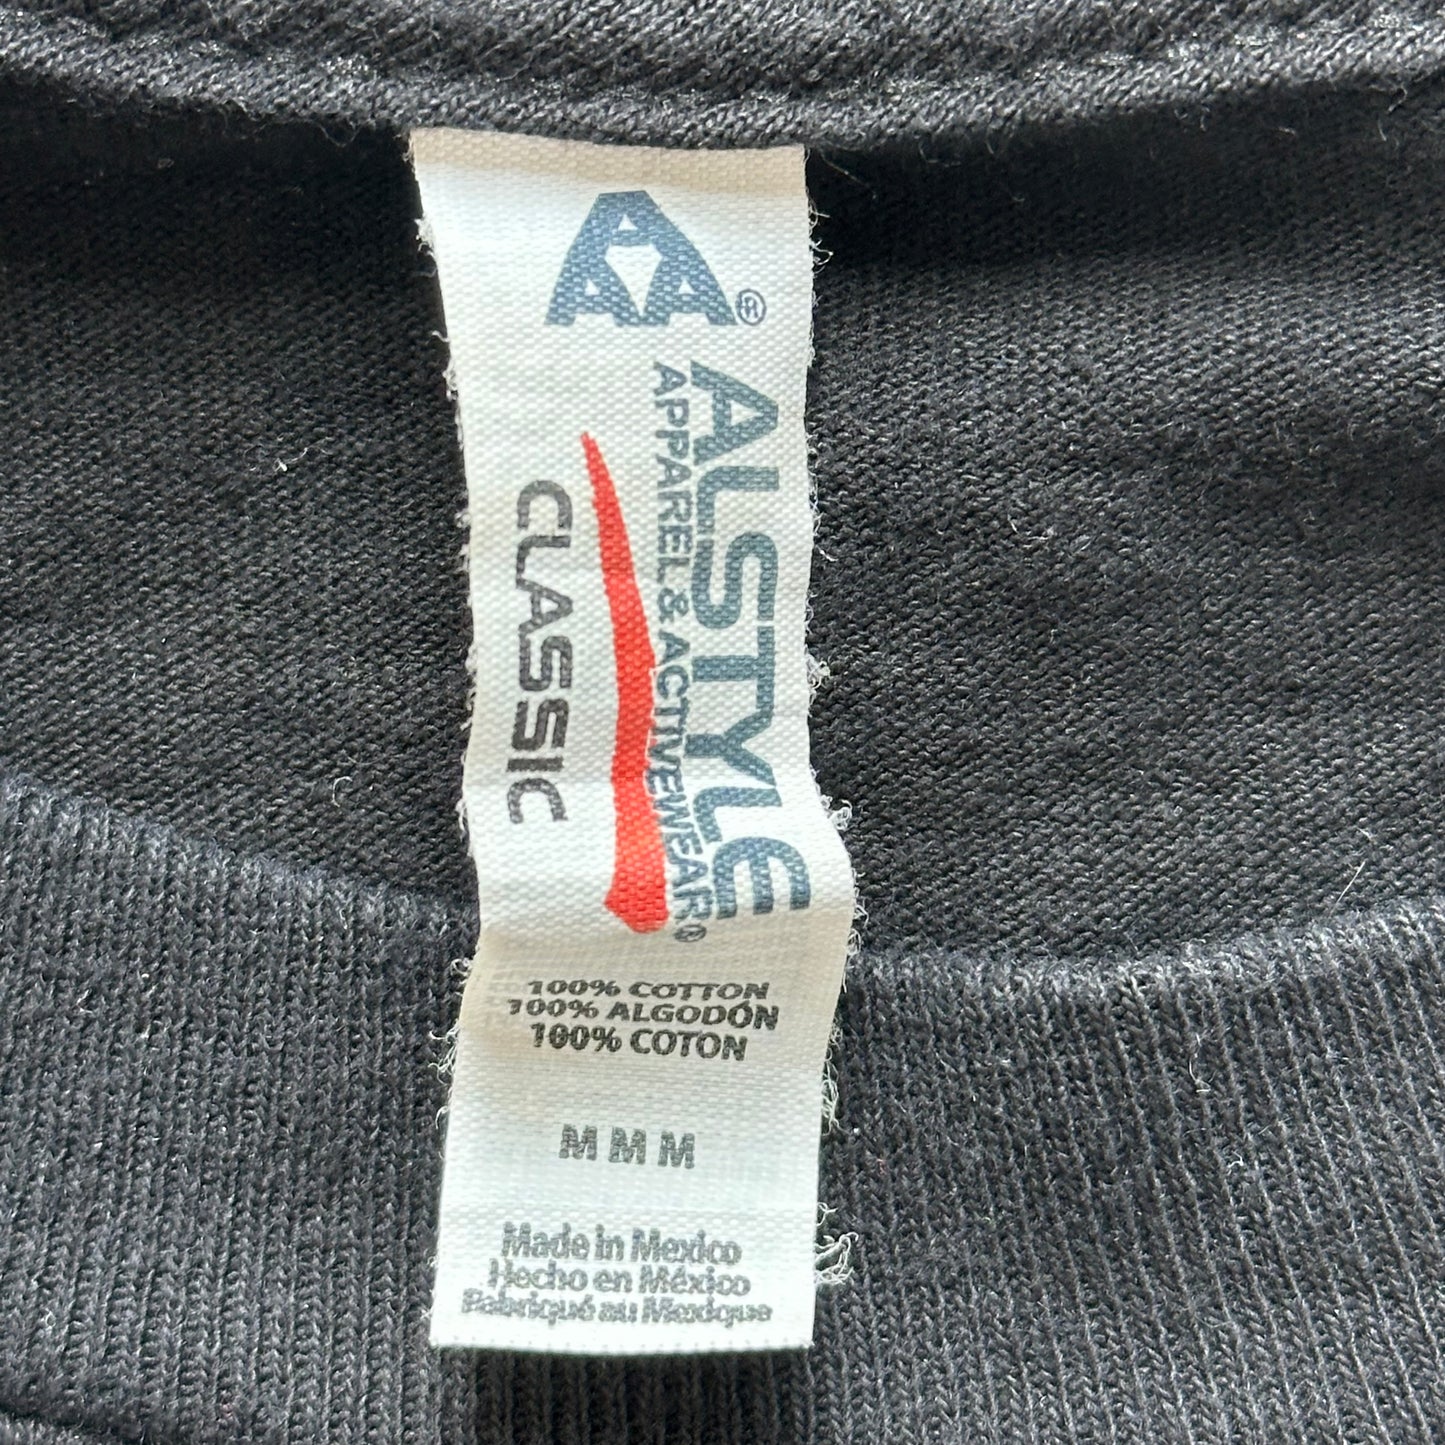 AAA®
ALSTYLE
APPAREL & ACTIVEWEAR®
CLASSIC
100% COTTON
100% ALGODÓN
100% COTON
M M M
Made in Mexico
Hecho en México
Fabriqué au Mexique